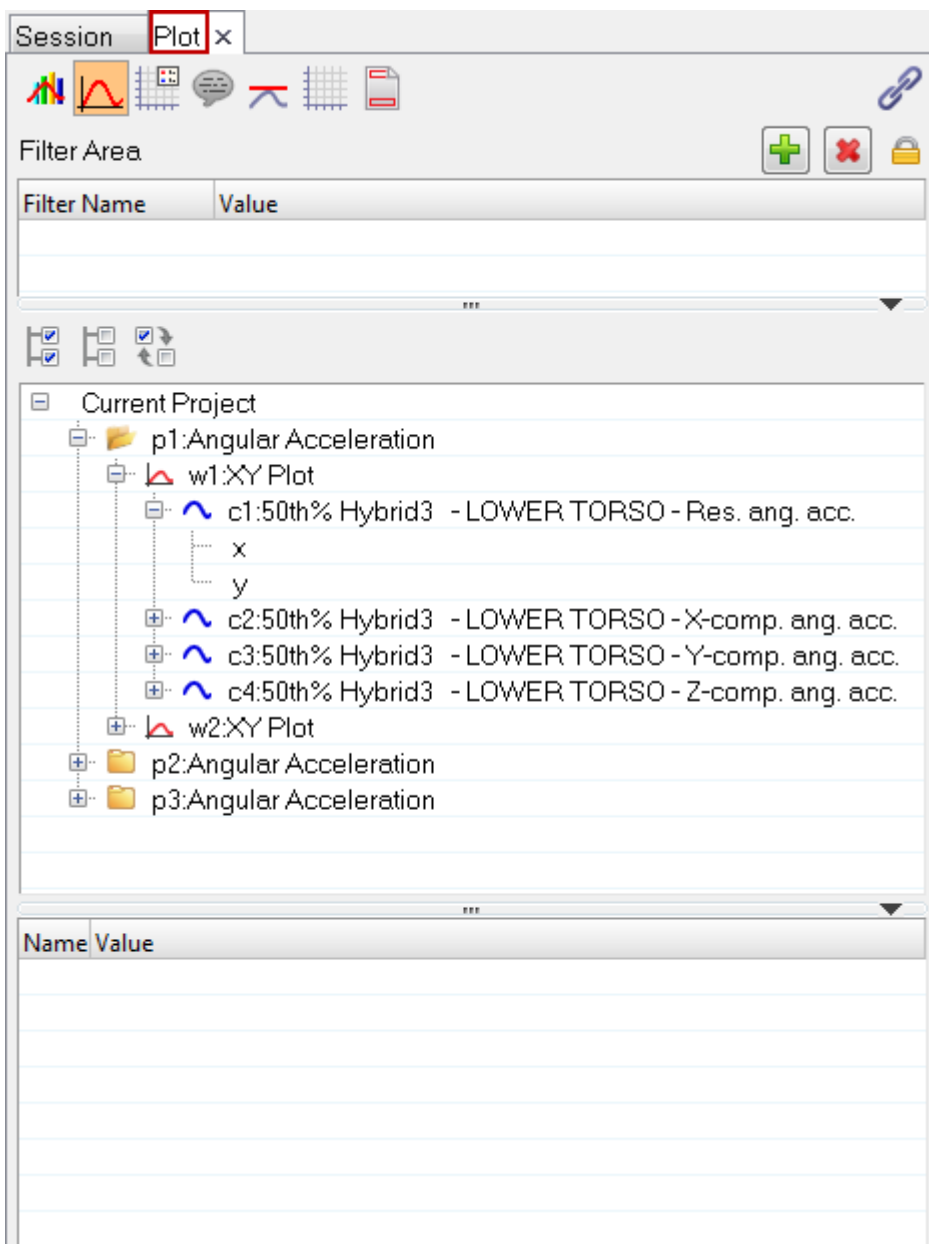 Session Plot ×
Filter Area
Filter Name Value
Current Project
p1:Angular Acceleration
w1:XY Plot
c1:50th% Hybrid3 - LOWER TORSO - Res. ang. acc.
x
y
c2:50th% Hybrid3 - LOWER TORSO - X-comp. ang. acc.
c3:50th% Hybrid3 - LOWER TORSO - Y-comp. ang. acc.
c4:50th% Hybrid3 - LOWER TORSO - Z-comp. ang. acc.
w2:XY Plot
p2:Angular Acceleration
p3:Angular Acceleration
Name Value